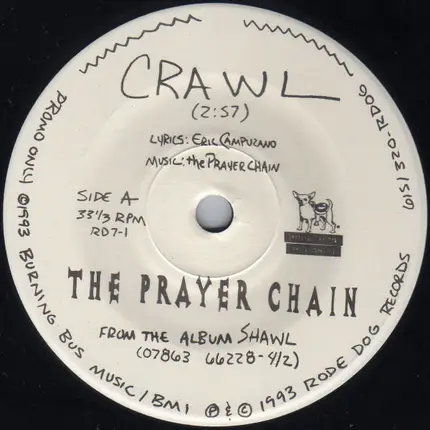 CRAWL
(2:57)
LYRICS: ERIC CAMPUZANO
MUSIC: the PRAYER CHAIN
SIDE A
33⅓ RPM
RD7-1
THE PRAYER CHAIN
FROM THE ALBUM SHAWL
(07863 66228-4/2)
PROMO ONLY ©1993 BURNING BUS MUSIC / BMI ℗ & © 1993 RODE DOG RECORDS
(615) 320-RDOG